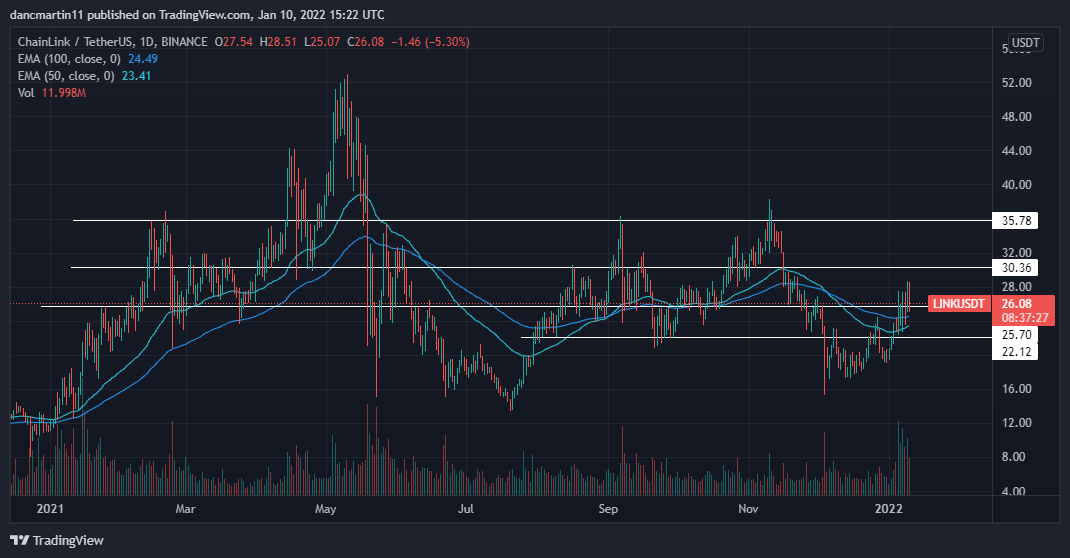 dancmartin11 published on TradingView.com, Jan 10, 2022 15:22 UTC
ChainLink / TetherUS, 1D, BINANCE O27.54 H28.51 L25.07 C26.08 −1.46 (−5.30%)
EMA (100, close, 0) 24.49
EMA (50, close, 0) 23.41
Vol 11.998M
USDT
52.00
48.00
44.00
40.00
35.78
32.00
30.36
28.00
LINKUSDT 26.08
08:37:27
25.70
22.12
16.00
12.00
8.00
4.00
2021 Mar May Jul Sep Nov 2022
TradingView